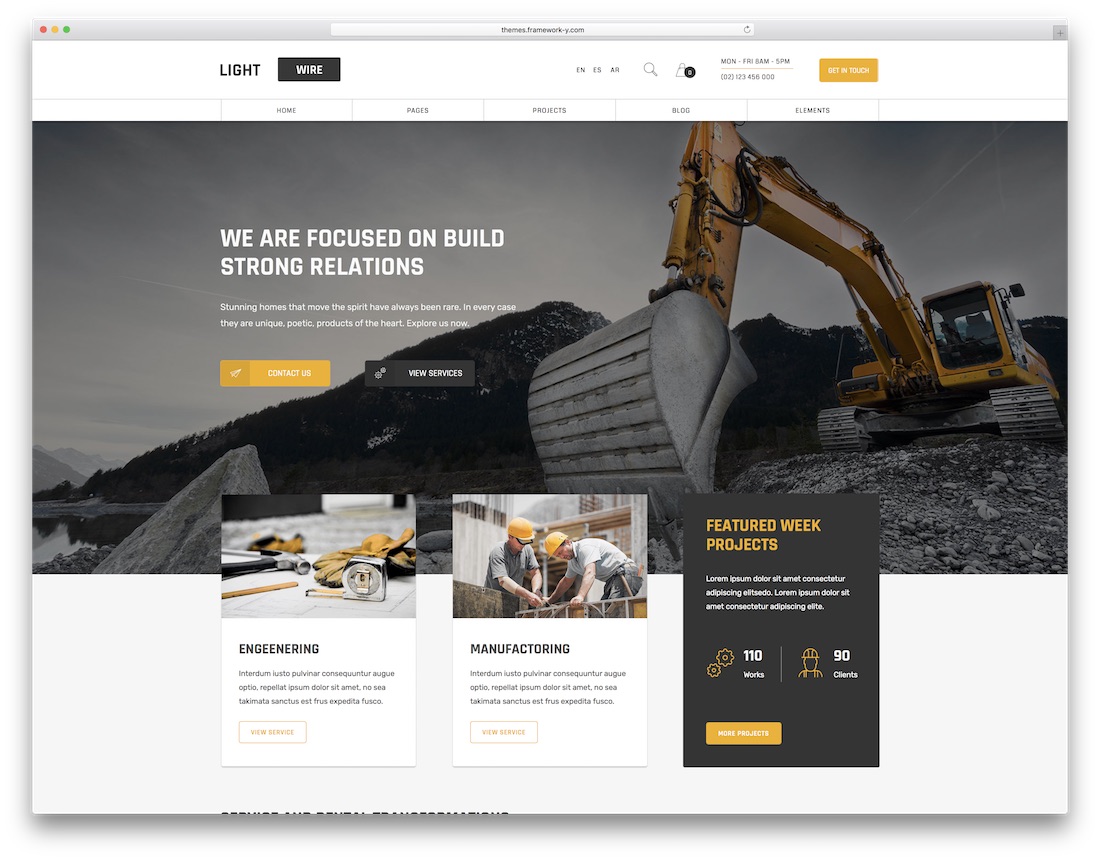 themes.framework-y.com
LIGHT WIRE
EN ES AR
0
MON - FRI 8AM - 5PM
(02) 123 456 000
GET IN TOUCH
HOME PAGES PROJECTS BLOG ELEMENTS
WE ARE FOCUSED ON BUILD
STRONG RELATIONS
Stunning homes that move the spirit have always been rare. In every case
they are unique, poetic, products of the heart. Explore us now.
CONTACT US VIEW SERVICES
ENGEENERING
Interdum iusto pulvinar consequuntur augue
optio, repellat ipsum dolor sit amet, no sea
takimata sanctus est frus expedita fusco.
VIEW SERVICE
MANUFACTORING
Interdum iusto pulvinar consequuntur augue
optio, repellat ipsum dolor sit amet, no sea
takimata sanctus est frus expedita fusco.
VIEW SERVICE
FEATURED WEEK
PROJECTS
Lorem ipsum dolor sit amet consectetur
adipiscing elitsedo. Lorem ipsum dolor sit
amet consectetur adipiscing elite.
110
Works
90
Clients
MORE PROJECTS
SERVICE AND RENTAL TRANSFORMATIONS